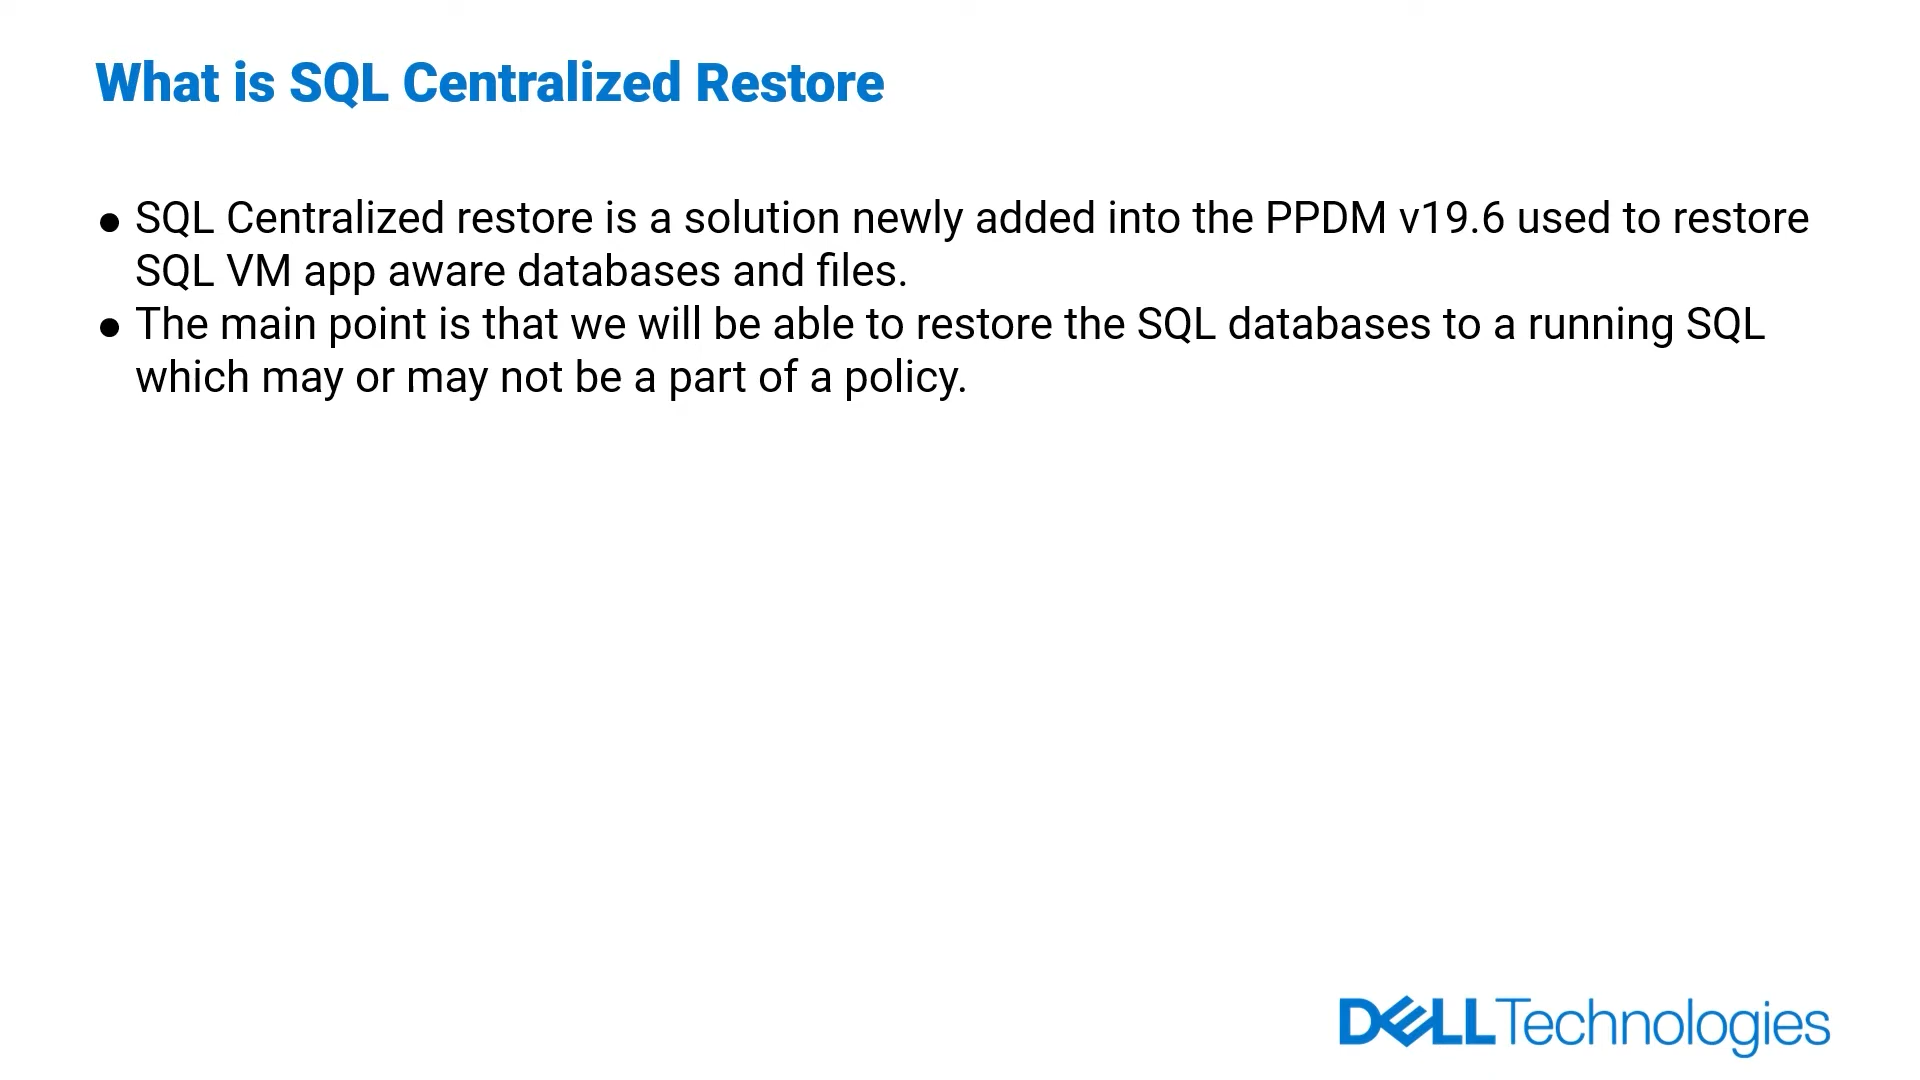 What is SQL Centralized Restore
● SQL Centralized restore is a solution newly added into the PPDM v19.6 used to restore
SQL VM app aware databases and files.
● The main point is that we will be able to restore the SQL databases to a running SQL
which may or may not be a part of a policy.
DELL Technologies